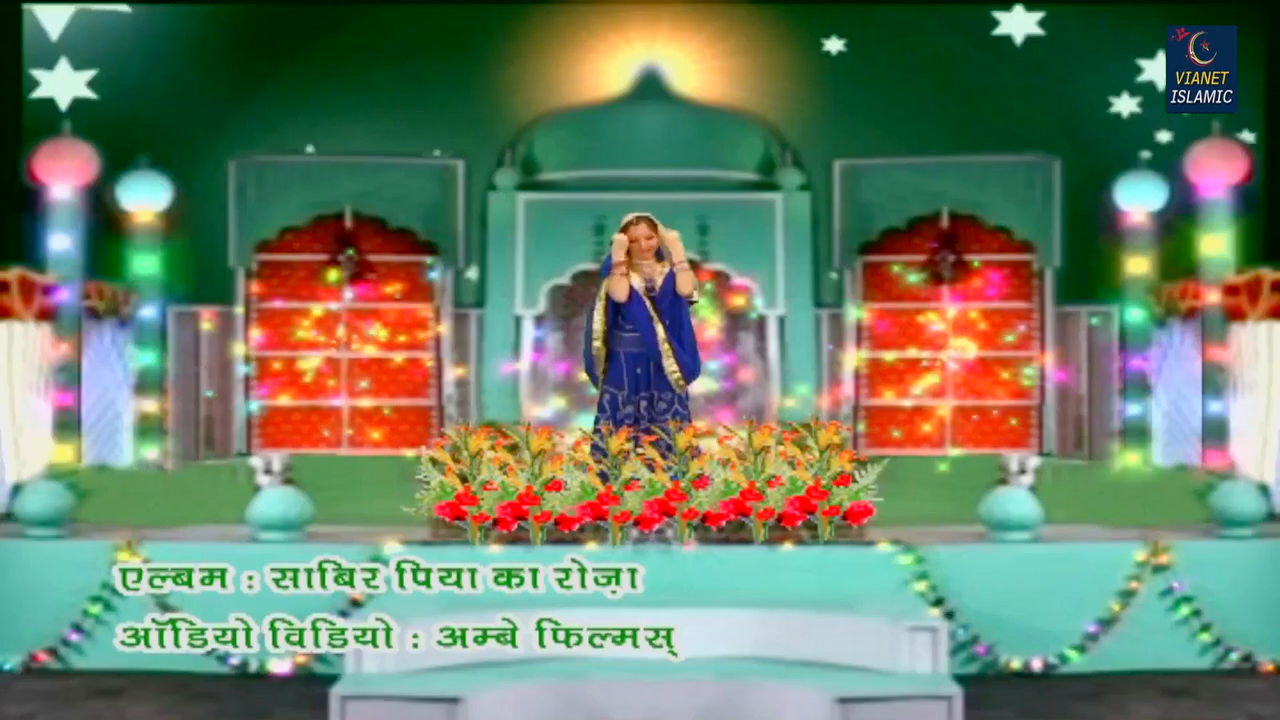 VIANET
ISLAMIC
एल्बम : साबिर पिया का रोज़ा
ऑडियो विडियो : अम्बे फिल्मस्